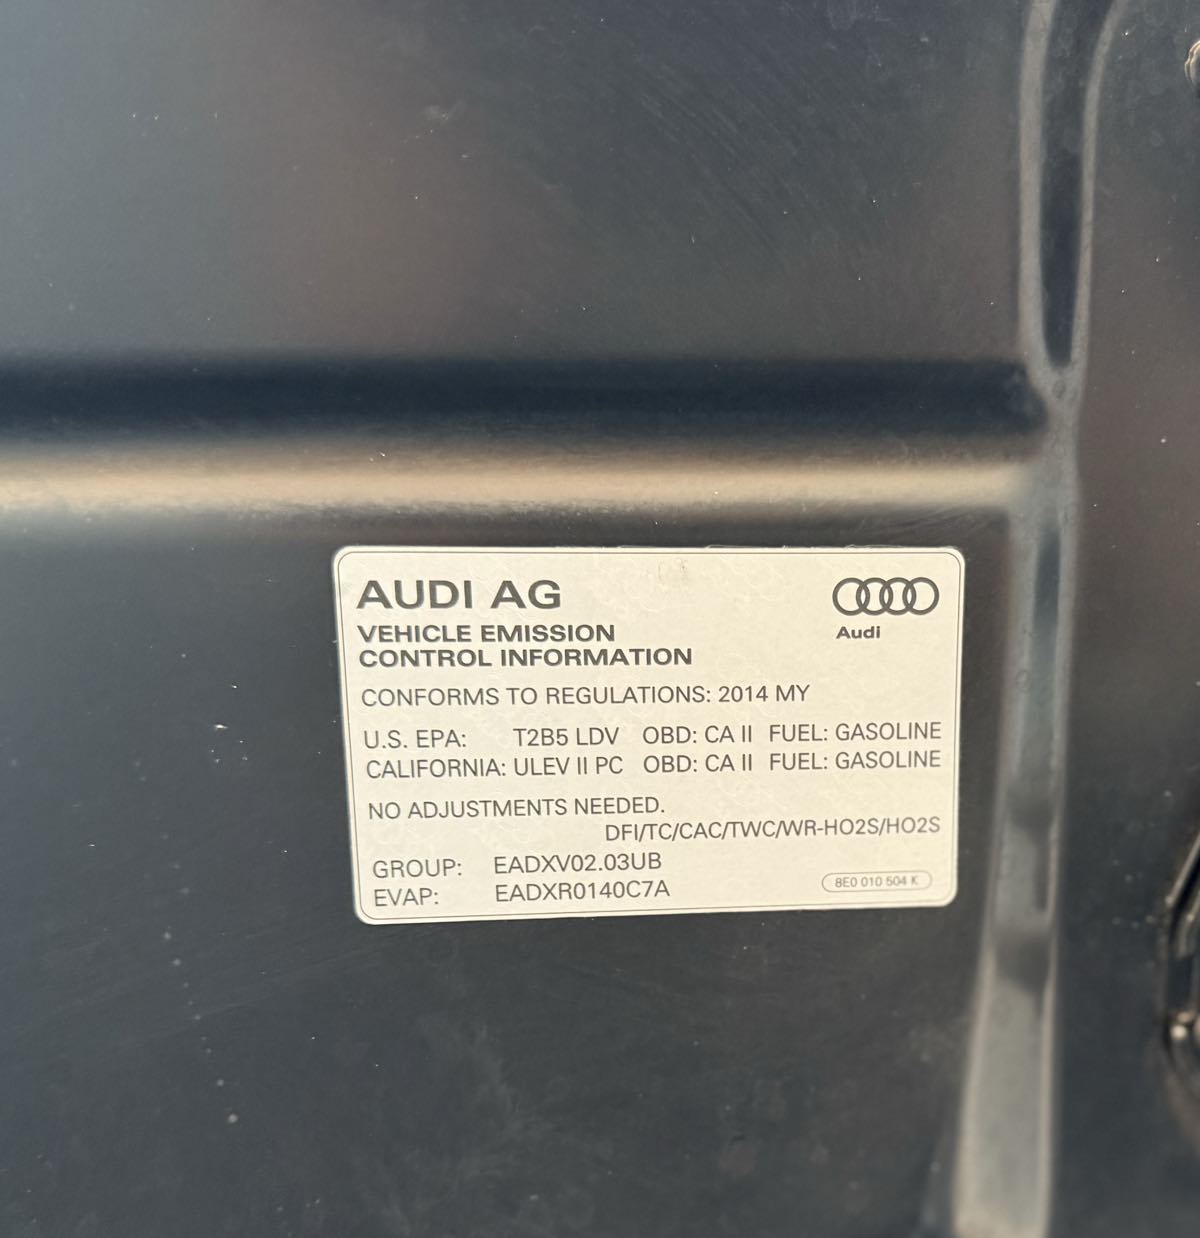 AUDI AG
Audi
VEHICLE EMISSION
CONTROL INFORMATION
CONFORMS TO REGULATIONS: 2014 MY
U.S. EPA: T2B5 LDV OBD: CA II FUEL: GASOLINE
CALIFORNIA: ULEV II PC OBD: CA II FUEL: GASOLINE
NO ADJUSTMENTS NEEDED.
DFI/TC/CAC/TWC/WR-HO2S/HO2S
GROUP: EADXV02.03UB
EVAP: EADXR0140C7A
8E0 010 504 K